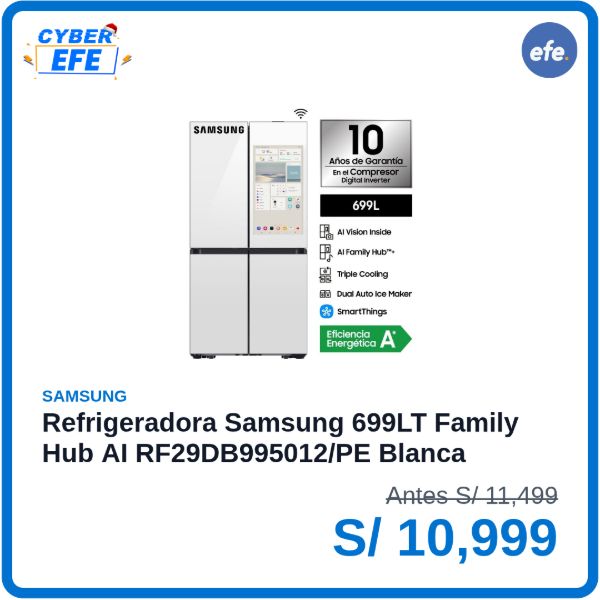 CYBER
EFE
efe.
SAMSUNG
10
Años de Garantía
En el Compresor
Digital Inverter
699L
AI Vision Inside
AI Family Hub™+
Triple Cooling
Dual Auto Ice Maker
SmartThings
Eficiencia
Energética A*
SAMSUNG
Refrigeradora Samsung 699LT Family
Hub AI RF29DB995012/PE Blanca
Antes S/ 11,499
S/ 10,999